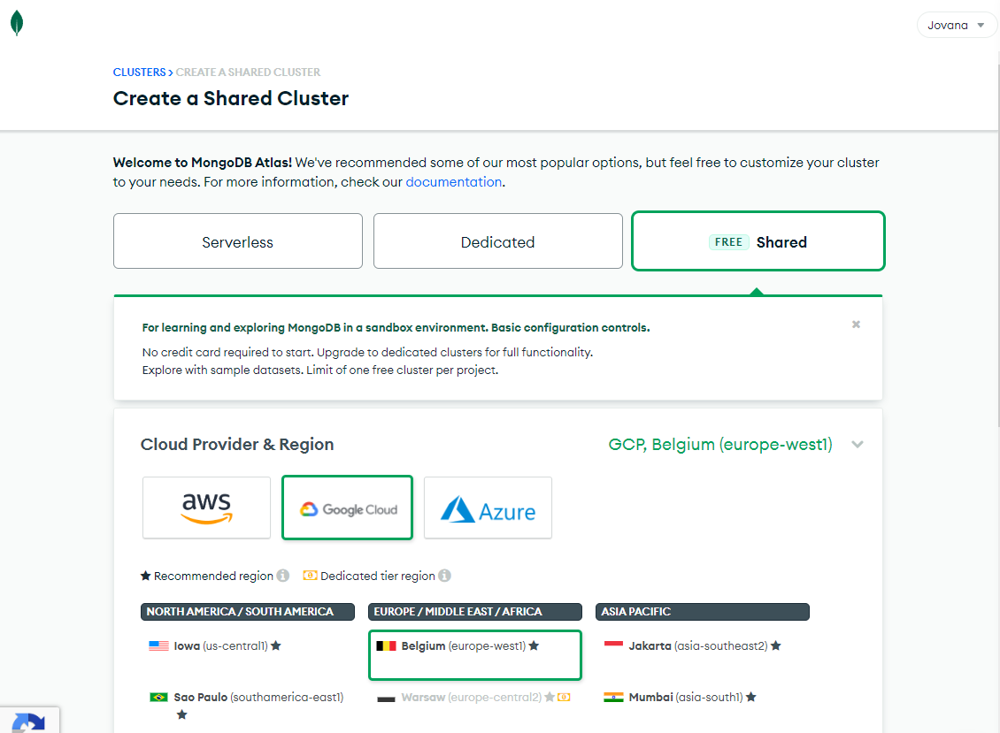 Jovana
CLUSTERS > CREATE A SHARED CLUSTER
Create a Shared Cluster
Welcome to MongoDB Atlas! We've recommended some of our most popular options, but feel free to customize your cluster
to your needs. For more information, check our documentation.
Serverless
Dedicated
FREE Shared
For learning and exploring MongoDB in a sandbox environment. Basic configuration controls.
No credit card required to start. Upgrade to dedicated clusters for full functionality.
Explore with sample datasets. Limit of one free cluster per project.
Cloud Provider & Region
GCP, Belgium (europe-west1)
aws
Google Cloud
Azure
Recommended region
Dedicated tier region
NORTH AMERICA / SOUTH AMERICA
EUROPE / MIDDLE EAST / AFRICA
ASIA PACIFIC
Iowa (us-central1)
Belgium (europe-west1)
Jakarta (asia-southeast2)
Sao Paulo (southamerica-east1)
Warsaw (europe-central2)
Mumbai (asia-south1)